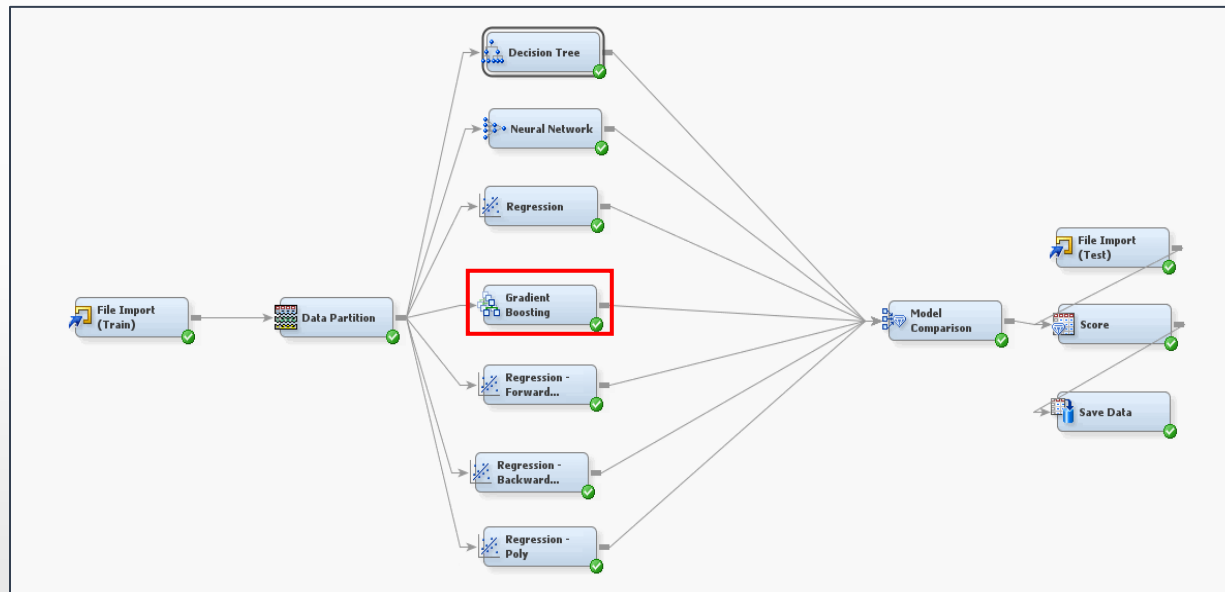 File Import
(Train)
Data Partition
Decision Tree
Neural Network
Regression
Gradient
Boosting
Regression -
Forward...
Regression -
Backward...
Regression -
Poly
Model
Comparison
File Import
(Test)
Score
Save Data